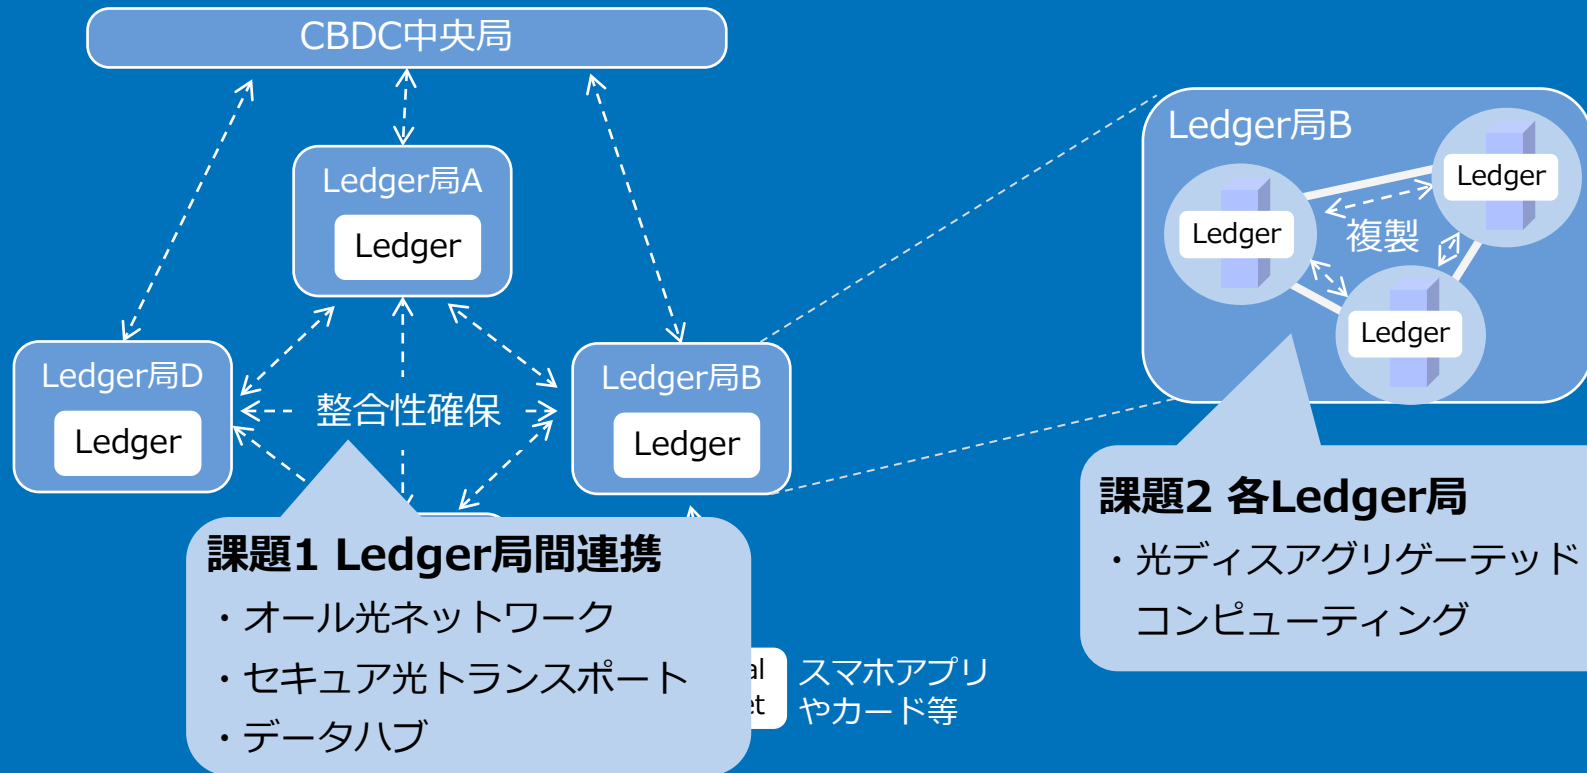 CBDC中央局
Ledger局A
Ledger
Ledger局D
Ledger
整合性確保
Ledger局B
Ledger
Ledger局B
Ledger
Ledger
複製
Ledger
課題1 Ledger局間連携
・オール光ネットワーク
・セキュア光トランスポート
・データハブ
課題2 各Ledger局
・光ディスアグリゲーテッド
コンピューティング
al
et
スマホアプリ
やカード等